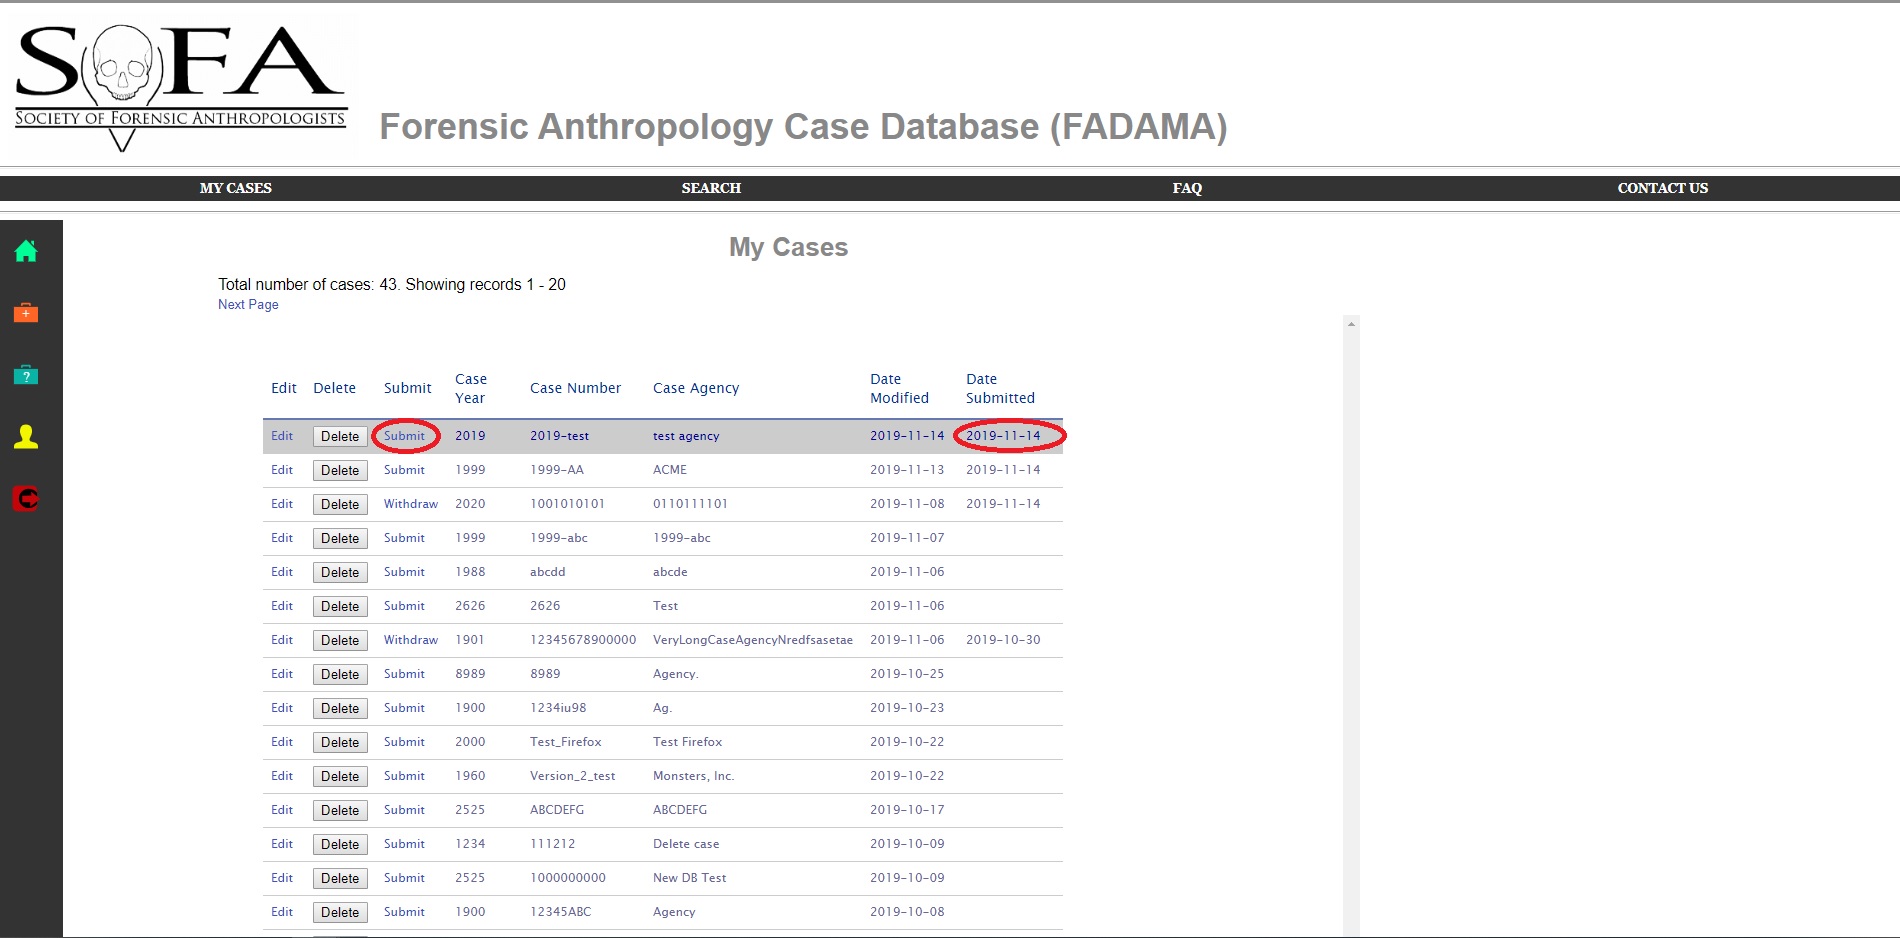 SOFA
SOCIETY OF FORENSIC ANTHROPOLOGISTS
Forensic Anthropology Case Database (FADAMA)
MY CASES SEARCH FAQ CONTACT US
My Cases
Total number of cases: 43. Showing records 1 - 20
Next Page
Edit Delete Submit Case Year Case Number Case Agency Date Modified Date Submitted
Edit Delete Submit 2019 2019-test test agency 2019-11-14 2019-11-14
Edit Delete Submit 1999 1999-AA ACME 2019-11-13 2019-11-14
Edit Delete Withdraw 2020 1001010101 0110111101 2019-11-08 2019-11-14
Edit Delete Submit 1999 1999-abc 1999-abc 2019-11-07
Edit Delete Submit 1988 abcdd abcde 2019-11-06
Edit Delete Submit 2626 2626 Test 2019-11-06
Edit Delete Withdraw 1901 12345678900000 VeryLongCaseAgencyNredfsasetae 2019-11-06 2019-10-30
Edit Delete Submit 8989 8989 Agency. 2019-10-25
Edit Delete Submit 1900 1234iu98 Ag. 2019-10-23
Edit Delete Submit 2000 Test_Firefox Test Firefox 2019-10-22
Edit Delete Submit 1960 Version_2_test Monsters, Inc. 2019-10-22
Edit Delete Submit 2525 ABCDEFG ABCDEFG 2019-10-17
Edit Delete Submit 1234 111212 Delete case 2019-10-09
Edit Delete Submit 2525 1000000000 New DB Test 2019-10-09
Edit Delete Submit 1900 12345ABC Agency 2019-10-08